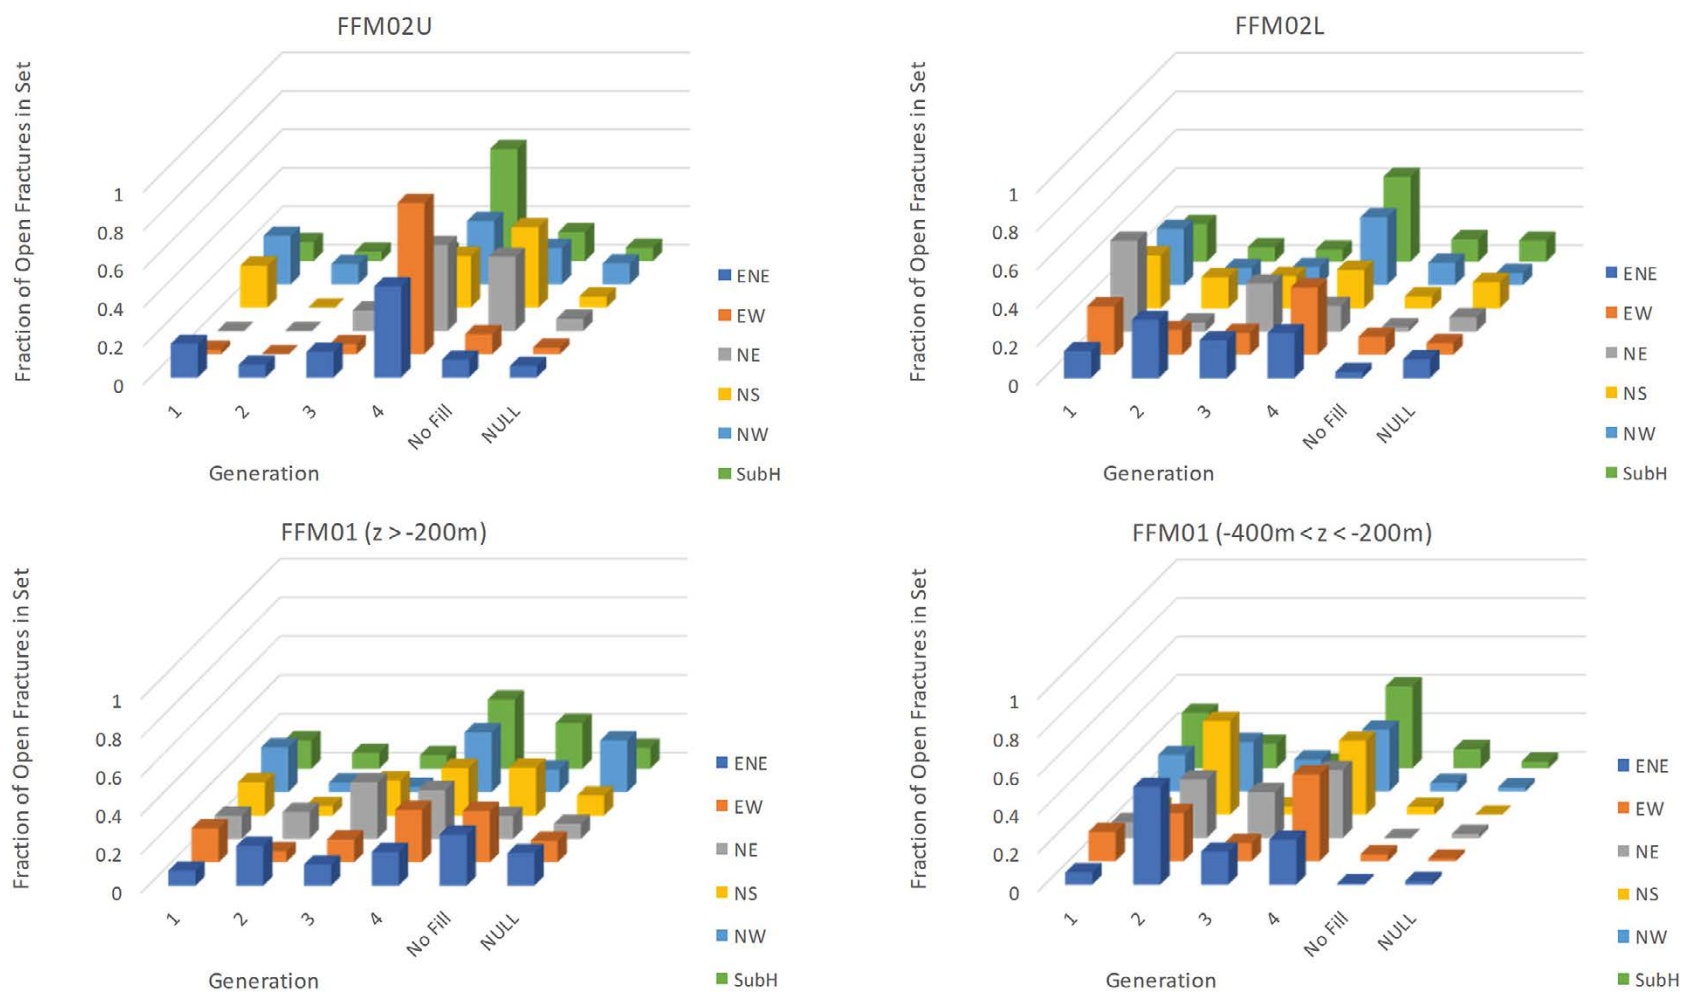 FFM02U
Fraction of Open Fractures in Set
1
0.8
0.6
0.4
0.2
0
1
2
3
4
No Fill
NULL
Generation
ENE
EW
NE
NS
NW
SubH
FFM02L
Fraction of Open Fractures in Set
1
0.8
0.6
0.4
0.2
0
1
2
3
4
No Fill
NULL
Generation
ENE
EW
NE
NS
NW
SubH
FFM01 (z > -200m)
Fraction of Open Fractures in Set
1
0.8
0.6
0.4
0.2
0
1
2
3
4
No Fill
NULL
Generation
ENE
EW
NE
NS
NW
SubH
FFM01 (-400m < z < -200m)
Fraction of Open Fractures in Set
1
0.8
0.6
0.4
0.2
0
1
2
3
4
No Fill
NULL
Generation
ENE
EW
NE
NS
NW
SubH